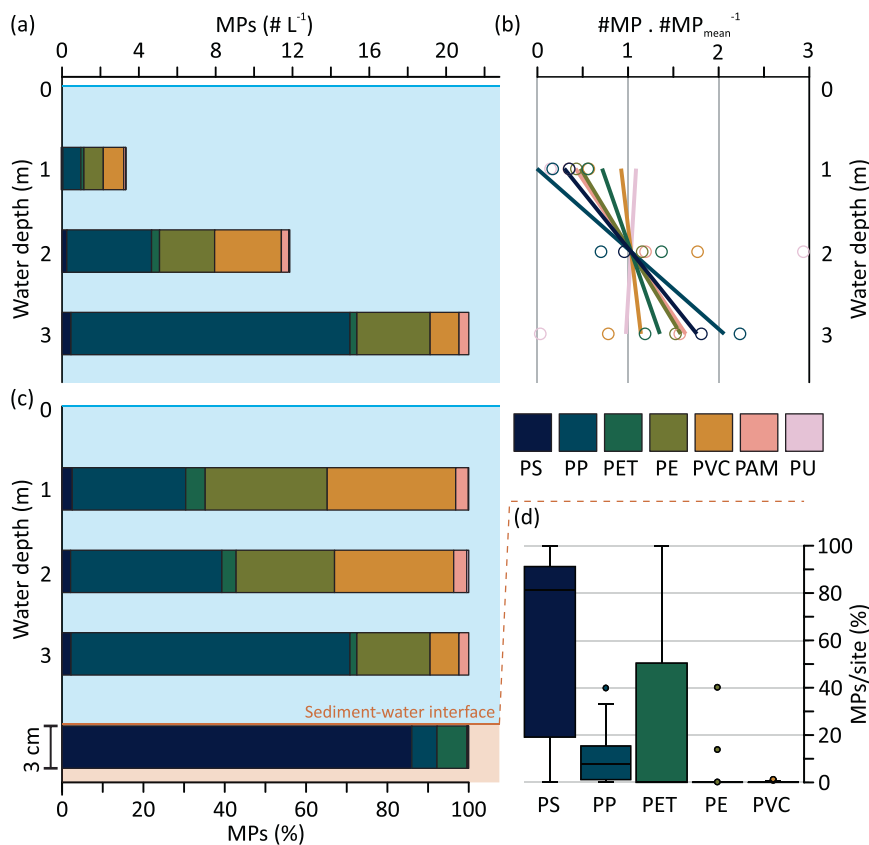 (a)
MPs (# L⁻¹)
0 4 8 12 16 20
Water depth (m)
0
1
2
3
(b)
#MP . #MPmean⁻¹
0 1 2 3
0
1
2
3
Water depth (m)
(c)
Water depth (m)
0
1
2
3
Sediment-water interface
3 cm
0 20 40 60 80 100
MPs (%)
PS PP PET PE PVC PAM PU
(d)
100
80
60
40
20
0
MPs/site (%)
PS PP PET PE PVC